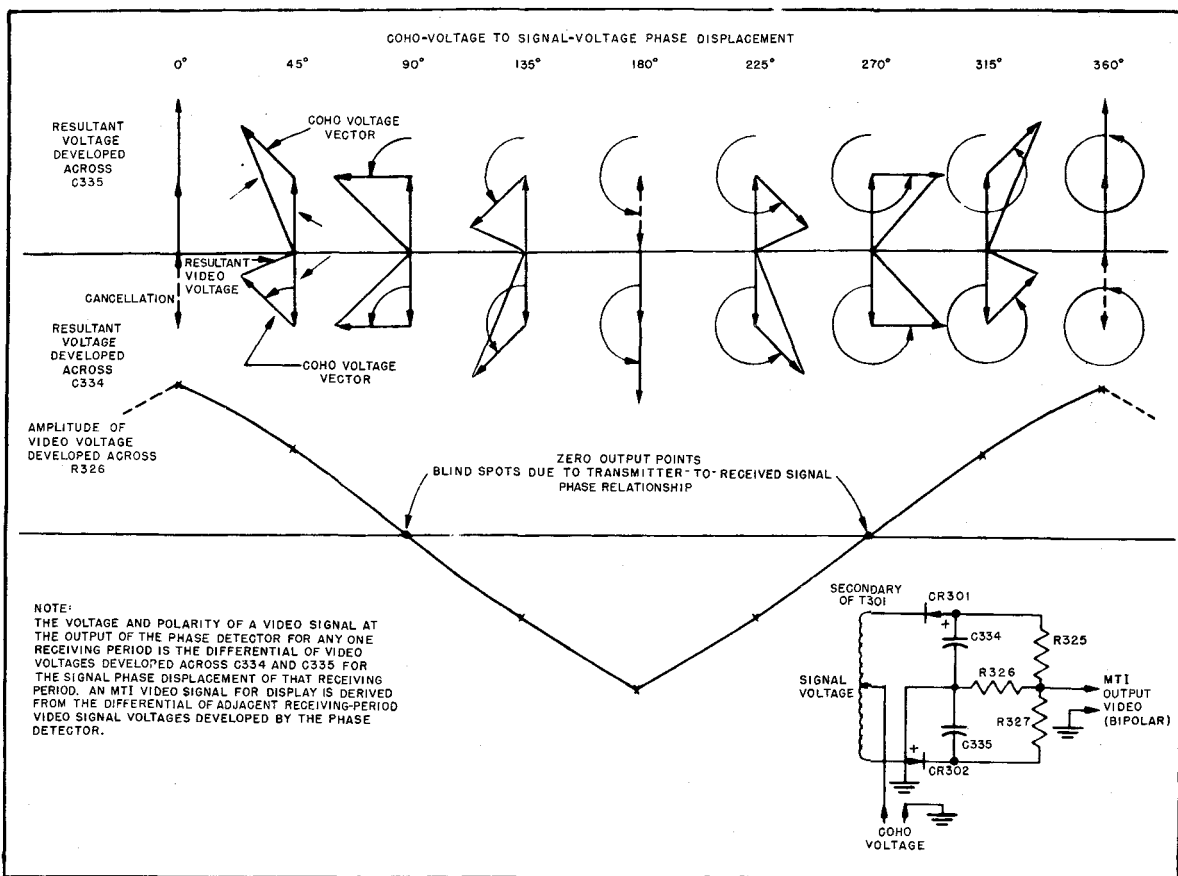 COHO-VOLTAGE TO SIGNAL-VOLTAGE PHASE DISPLACEMENT
0° 45° 90° 135° 180° 225° 270° 315° 360°
RESULTANT
VOLTAGE
DEVELOPED
ACROSS
C335
COHO VOLTAGE
VECTOR
RESULTANT
VIDEO
VOLTAGE
CANCELLATION
RESULTANT
VOLTAGE
DEVELOPED
ACROSS
C334
COHO VOLTAGE
VECTOR
AMPLITUDE OF
VIDEO VOLTAGE
DEVELOPED ACROSS
R326
ZERO OUTPUT POINTS
BLIND SPOTS DUE TO TRANSMITTER-TO-RECEIVED SIGNAL
PHASE RELATIONSHIP
NOTE:
THE VOLTAGE AND POLARITY OF A VIDEO SIGNAL AT
THE OUTPUT OF THE PHASE DETECTOR FOR ANY ONE
RECEIVING PERIOD IS THE DIFFERENTIAL OF VIDEO
VOLTAGES DEVELOPED ACROSS C334 AND C335 FOR
THE SIGNAL PHASE DISPLACEMENT OF THAT RECEIVING
PERIOD. AN MTI VIDEO SIGNAL FOR DISPLAY IS DERIVED
FROM THE DIFFERENTIAL OF ADJACENT RECEIVING-PERIOD
VIDEO SIGNAL VOLTAGES DEVELOPED BY THE PHASE
DETECTOR.
SECONDARY
OF T301
CR301
+
C334
R325
SIGNAL
VOLTAGE
R326
MTI
OUTPUT
VIDEO
(BIPOLAR)
R327
C335
+
CR302
COHO
VOLTAGE